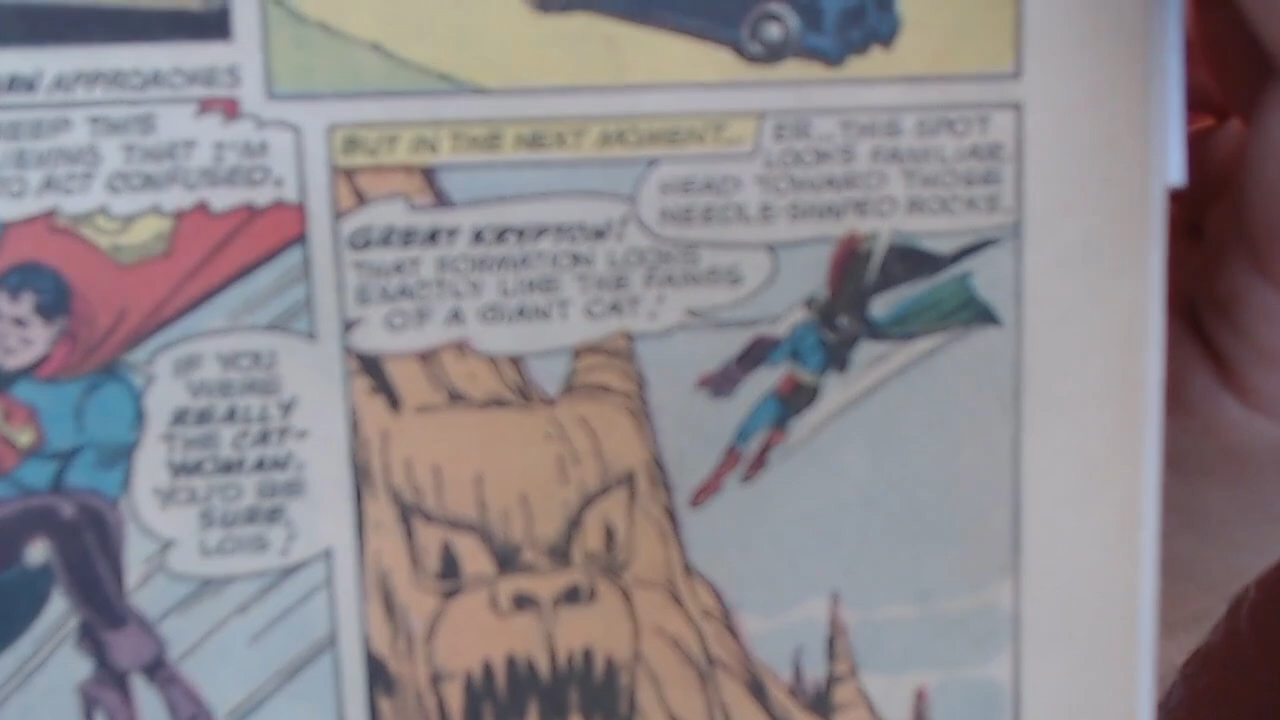 APPROACHES
KEEP THIS
THAT I'M
TO ACT CONFUSED.
IF YOU
WERE
REALLY
THE CAT-
WOMAN,
YOU'D BE
SURE,
LOIS!
BUT IN THE NEXT MOMENT...
ER...THIS SPOT
LOOKS FAMILIAR.
HEAD TOWARD THOSE
NEEDLE-SHAPED ROCKS.
GREAT KRYPTON!
THAT FORMATION LOOKS
EXACTLY LIKE THE FANGS
OF A GIANT CAT!